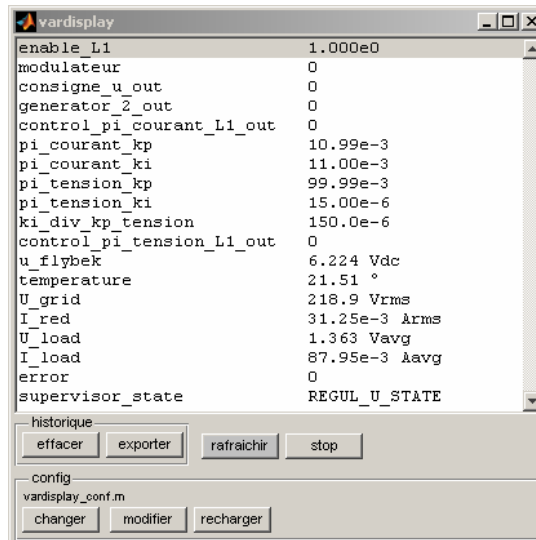 vardisplay
enable_L1 1.000e0
modulateur 0
consigne_u_out 0
generator_2_out 0
control_pi_courant_L1_out 0
pi_courant_kp 10.99e-3
pi_courant_ki 11.00e-3
pi_tension_kp 99.99e-3
pi_tension_ki 15.00e-6
ki_div_kp_tension 150.0e-6
control_pi_tension_L1_out 0
u_flybek 6.224 Vdc
temperature 21.51 °
U_grid 218.9 Vrms
I_red 31.25e-3 Arms
U_load 1.363 Vavg
I_load 87.95e-3 Aavg
error 0
supervisor_state REGUL_U_STATE
historique
effacer exporter rafraichir stop
config
vardisplay_conf.m
changer modifier recharger